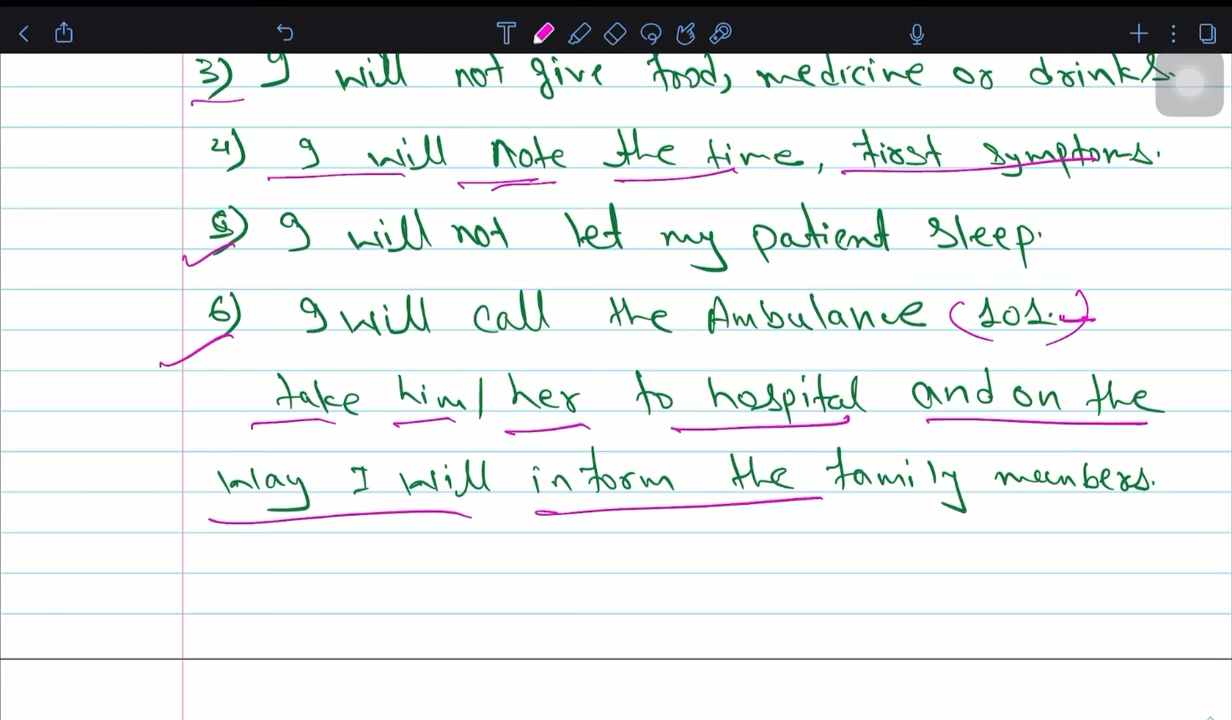 3) I will not give food, medicine or drinks.
4) I will note the time, first symptoms.
5) I will not let my patient sleep.
6) I will call the Ambulance (101.)
take him/her to hospital and on the
way I will inform the family members.